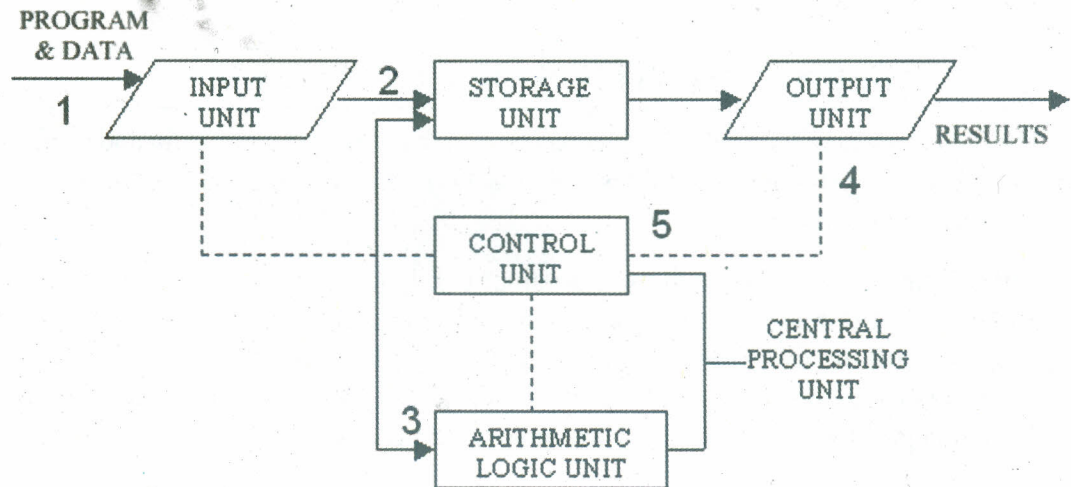 PROGRAM
& DATA
1
INPUT
UNIT
2
STORAGE
UNIT
OUTPUT
UNIT
RESULTS
4
CONTROL
UNIT
5
CENTRAL
PROCESSING
UNIT
3
ARITHMETIC
LOGIC UNIT